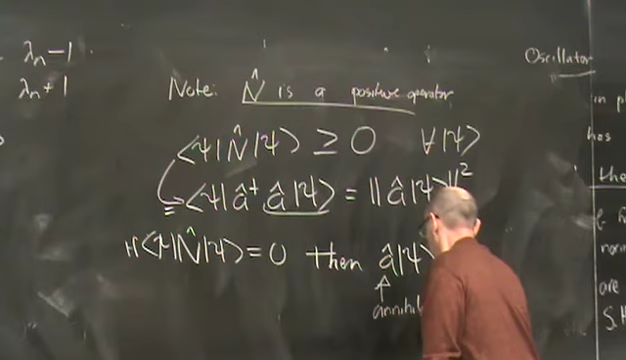 λn−1
λn+1
Note: N̂ is a positive operator
⟨ψ|N̂|ψ⟩ ≥ 0 ∀|ψ⟩
= ⟨ψ|â⁺ â|ψ⟩ = ||â|ψ⟩||²
If ⟨ψ|N̂|ψ⟩ = 0 then â|ψ⟩
↑
annihil
Oscillator
in p
has
the
nor
are
S.H